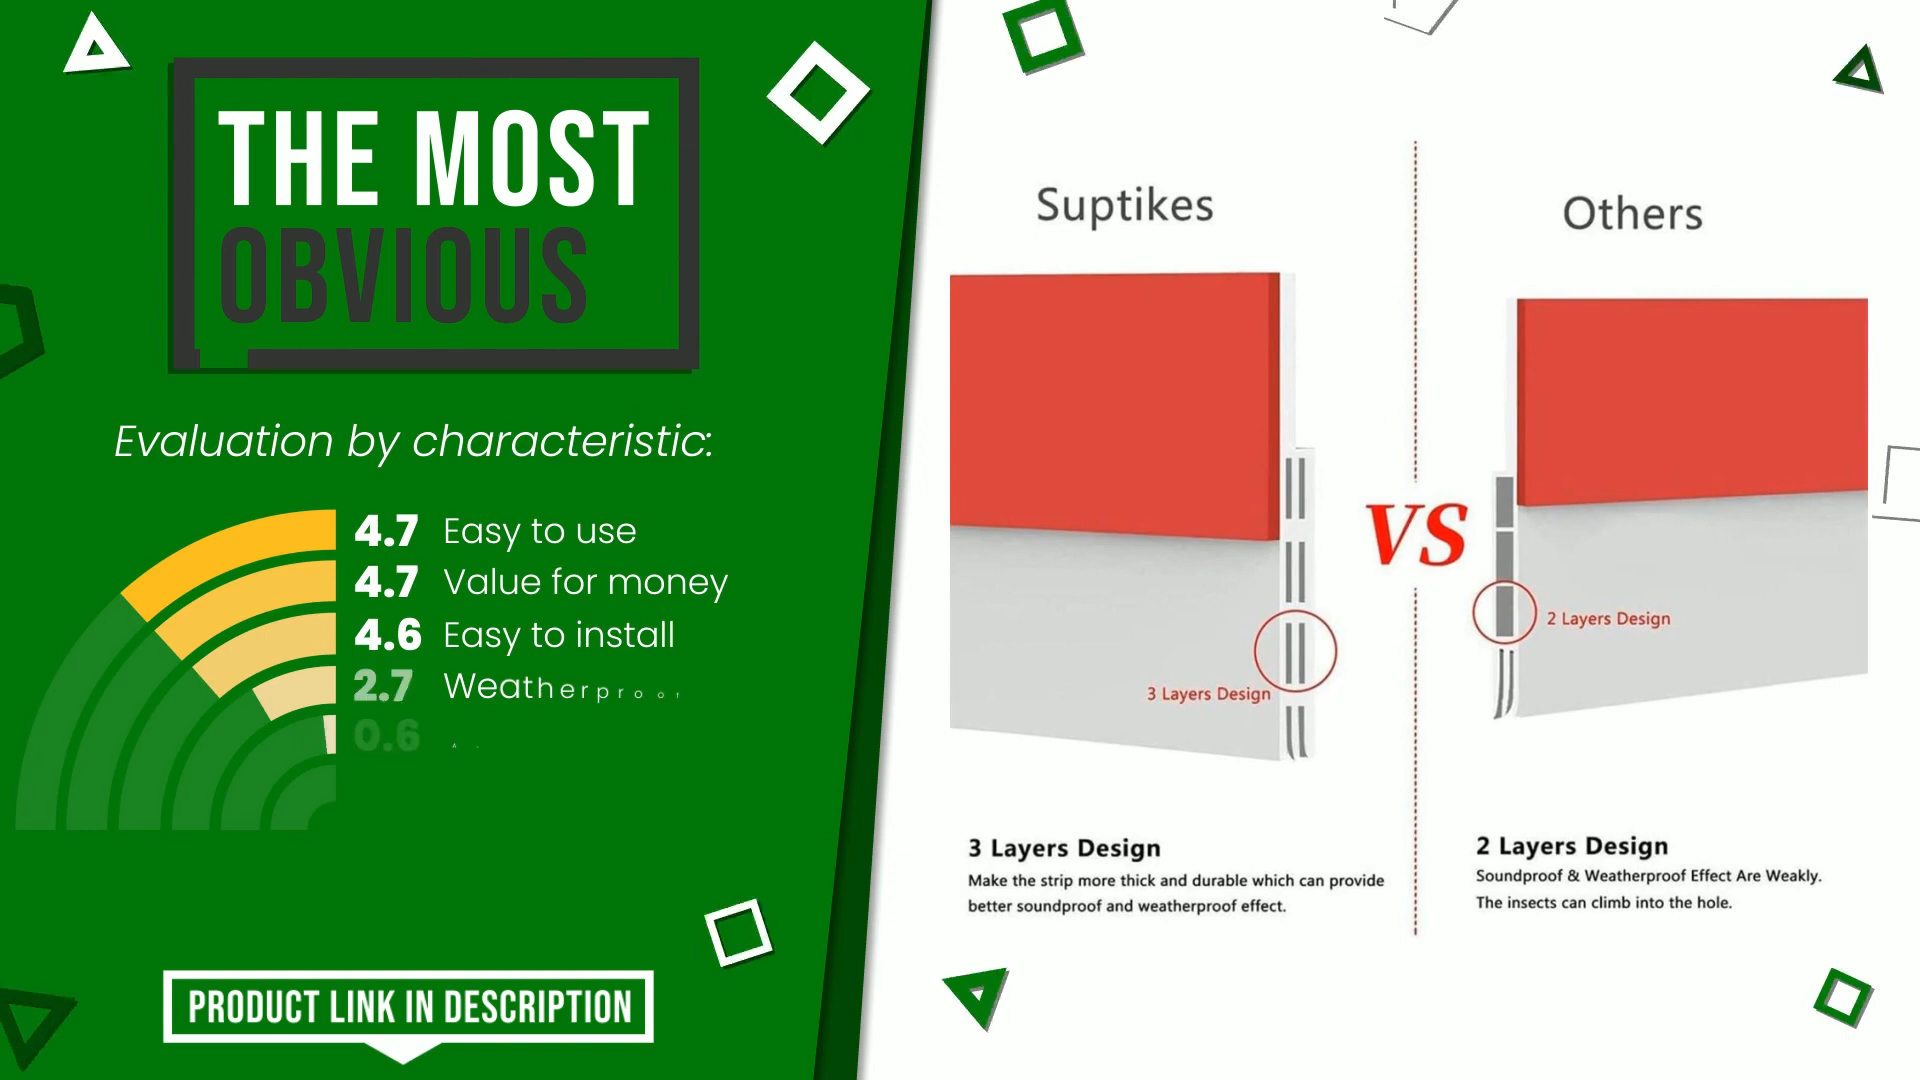 THE MOST
OBVIOUS
Evaluation by characteristic:
4.7 Easy to use
4.7 Value for money
4.6 Easy to install
2.7 Weatherproof
0.6
PRODUCT LINK IN DESCRIPTION
Suptikes
Others
VS
3 Layers Design
2 Layers Design
3 Layers Design
Make the strip more thick and durable which can provide
better soundproof and weatherproof effect.
2 Layers Design
Soundproof & Weatherproof Effect Are Weakly.
The insects can climb into the hole.